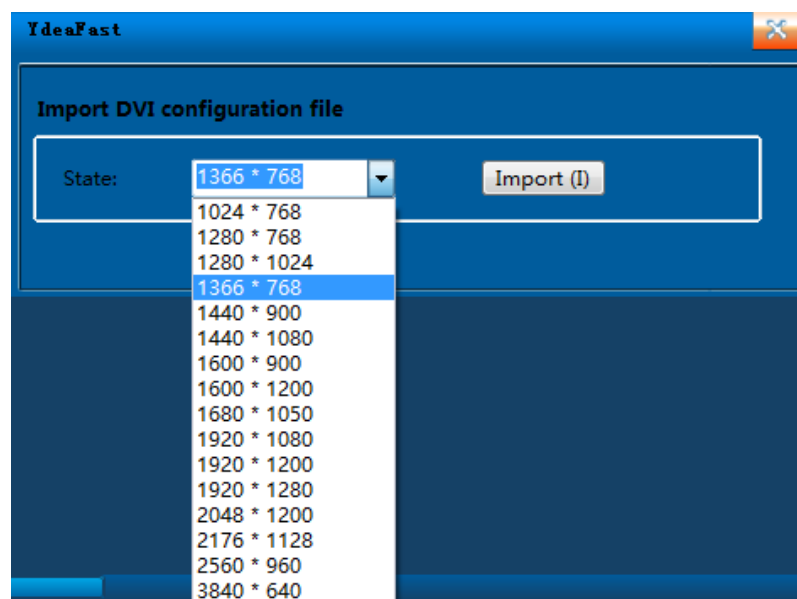 YdeaFast
Import DVI configuration file
State:
1366 * 768
Import (I)
1024 * 768
1280 * 768
1280 * 1024
1366 * 768
1440 * 900
1440 * 1080
1600 * 900
1600 * 1200
1680 * 1050
1920 * 1080
1920 * 1200
1920 * 1280
2048 * 1200
2176 * 1128
2560 * 960
3840 * 640